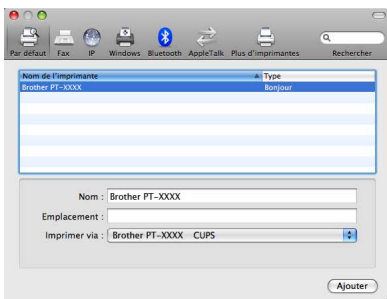 Par défaut Fax IP Windows Bluetooth AppleTalk Plus d'imprimantes Rechercher
Nom de l'imprimante Type
Brother PT-XXXX Bonjour
Nom : Brother PT-XXXX
Emplacement :
Imprimer via : Brother PT-XXXX CUPS
Ajouter